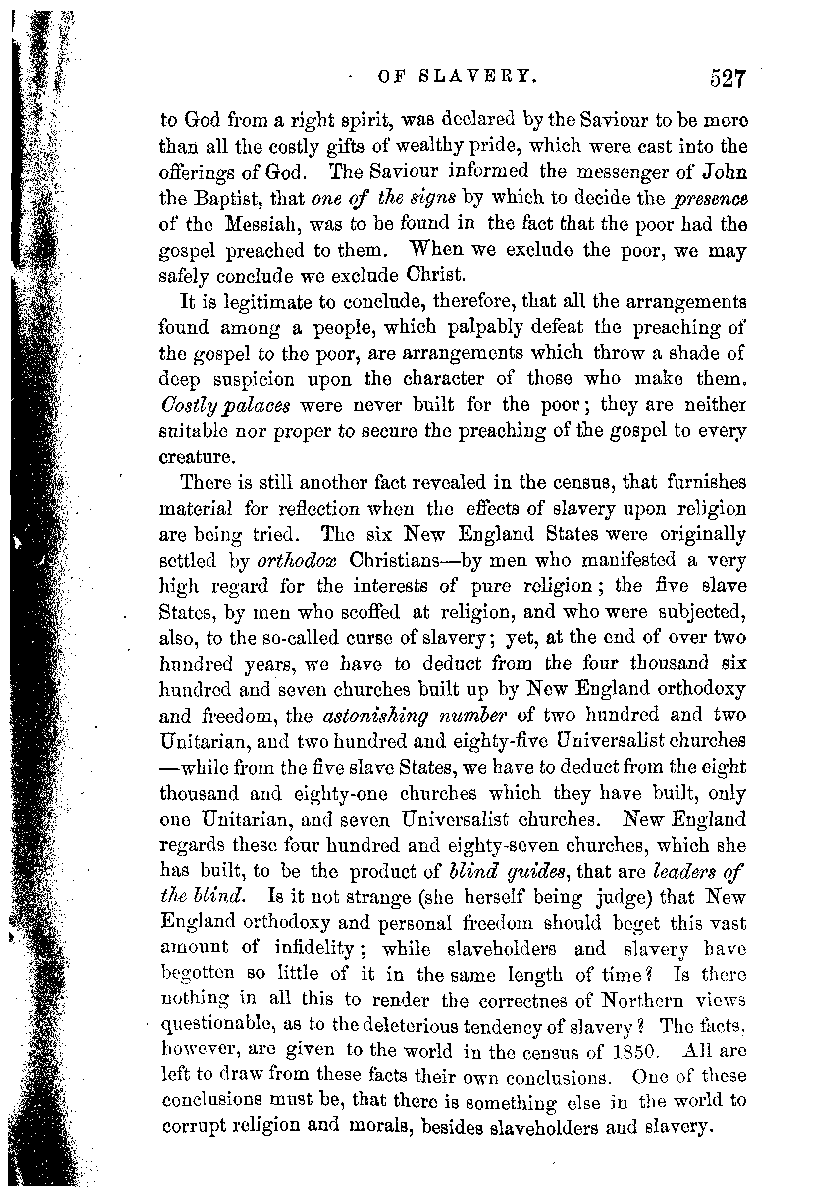 OF SLAVERY. 527
to God from a right spirit, was declared by the Saviour to be more
than all the costly gifts of wealthy pride, which were cast into the
offerings of God. The Saviour informed the messenger of John
the Baptist, that one of the signs by which to decide the presence
of the Messiah, was to be found in the fact that the poor had the
gospel preached to them. When we exclude the poor, we may
safely conclude we exclude Christ.
It is legitimate to conclude, therefore, that all the arrangements
found among a people, which palpably defeat the preaching of
the gospel to the poor, are arrangements which throw a shade of
deep suspicion upon the character of those who make them.
Costly palaces were never built for the poor; they are neither
suitable nor proper to secure the preaching of the gospel to every
creature.
There is still another fact revealed in the census, that furnishes
material for reflection when the effects of slavery upon religion
are being tried. The six New England States were originally
settled by orthodox Christians—by men who manifested a very
high regard for the interests of pure religion; the five slave
States, by men who scoffed at religion, and who were subjected,
also, to the so-called curse of slavery; yet, at the end of over two
hundred years, we have to deduct from the four thousand six
hundred and seven churches built up by New England orthodoxy
and freedom, the astonishing number of two hundred and two
Unitarian, and two hundred and eighty-five Universalist churches
—while from the five slave States, we have to deduct from the eight
thousand and eighty-one churches which they have built, only
one Unitarian, and seven Universalist churches. New England
regards these four hundred and eighty-seven churches, which she
has built, to be the product of blind guides, that are leaders of
the blind. Is it not strange (she herself being judge) that New
England orthodoxy and personal freedom should beget this vast
amount of infidelity; while slaveholders and slavery have
begotten so little of it in the same length of time? Is there
nothing in all this to render the correctnes of Northern views
questionable, as to the deleterious tendency of slavery? The facts,
however, are given to the world in the census of 1850. All are
left to draw from these facts their own conclusions. One of these
conclusions must be, that there is something else in the world to
corrupt religion and morals, besides slaveholders and slavery.